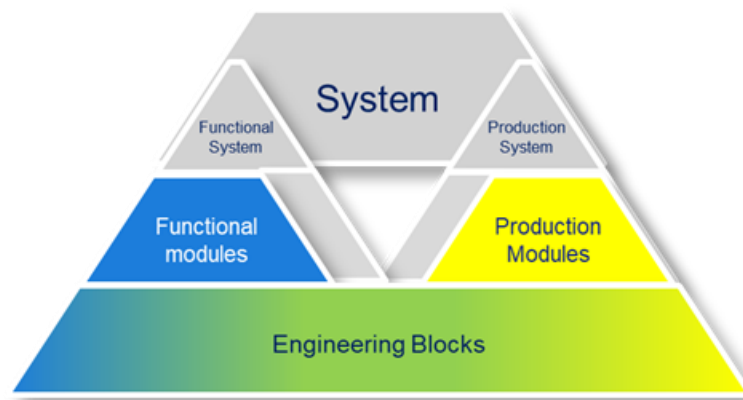 System
Functional
System
Production
System
Functional
modules
Production
Modules
Engineering Blocks